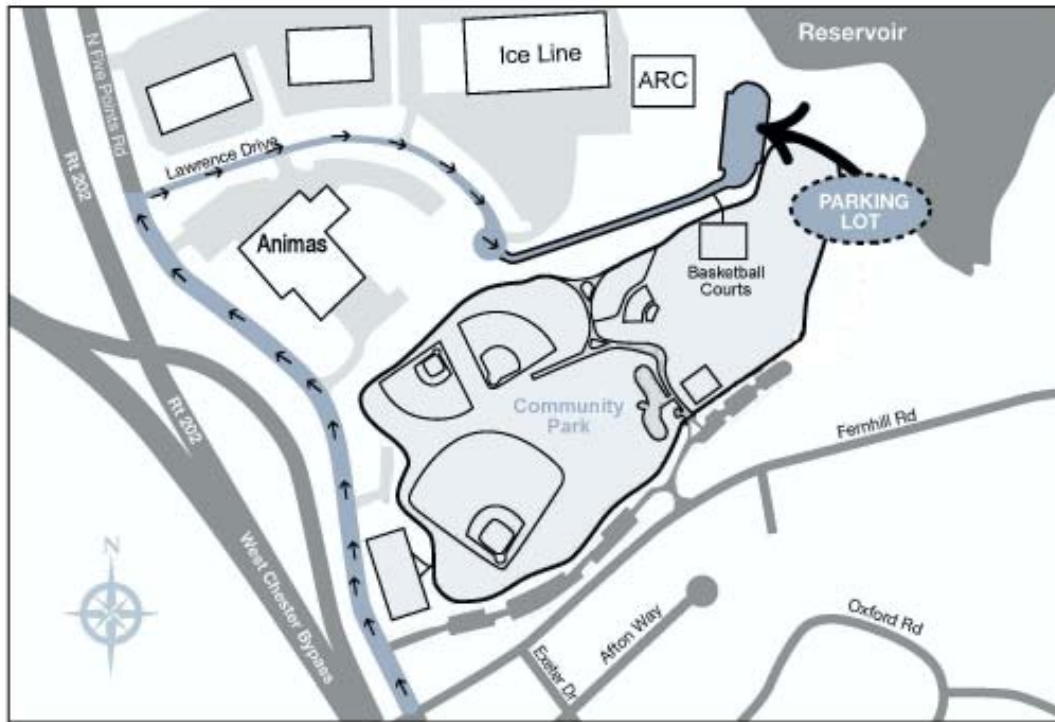 Reservoir
Ice Line
ARC
N Five Points Rd
Lawrence Drive
Rt 202
PARKING
LOT
Animas
Basketball
Courts
Rt 202
Community
Park
Fernhill Rd
N
West Chester Bypass
Afton Way
Oxford Rd
Exeter Dr